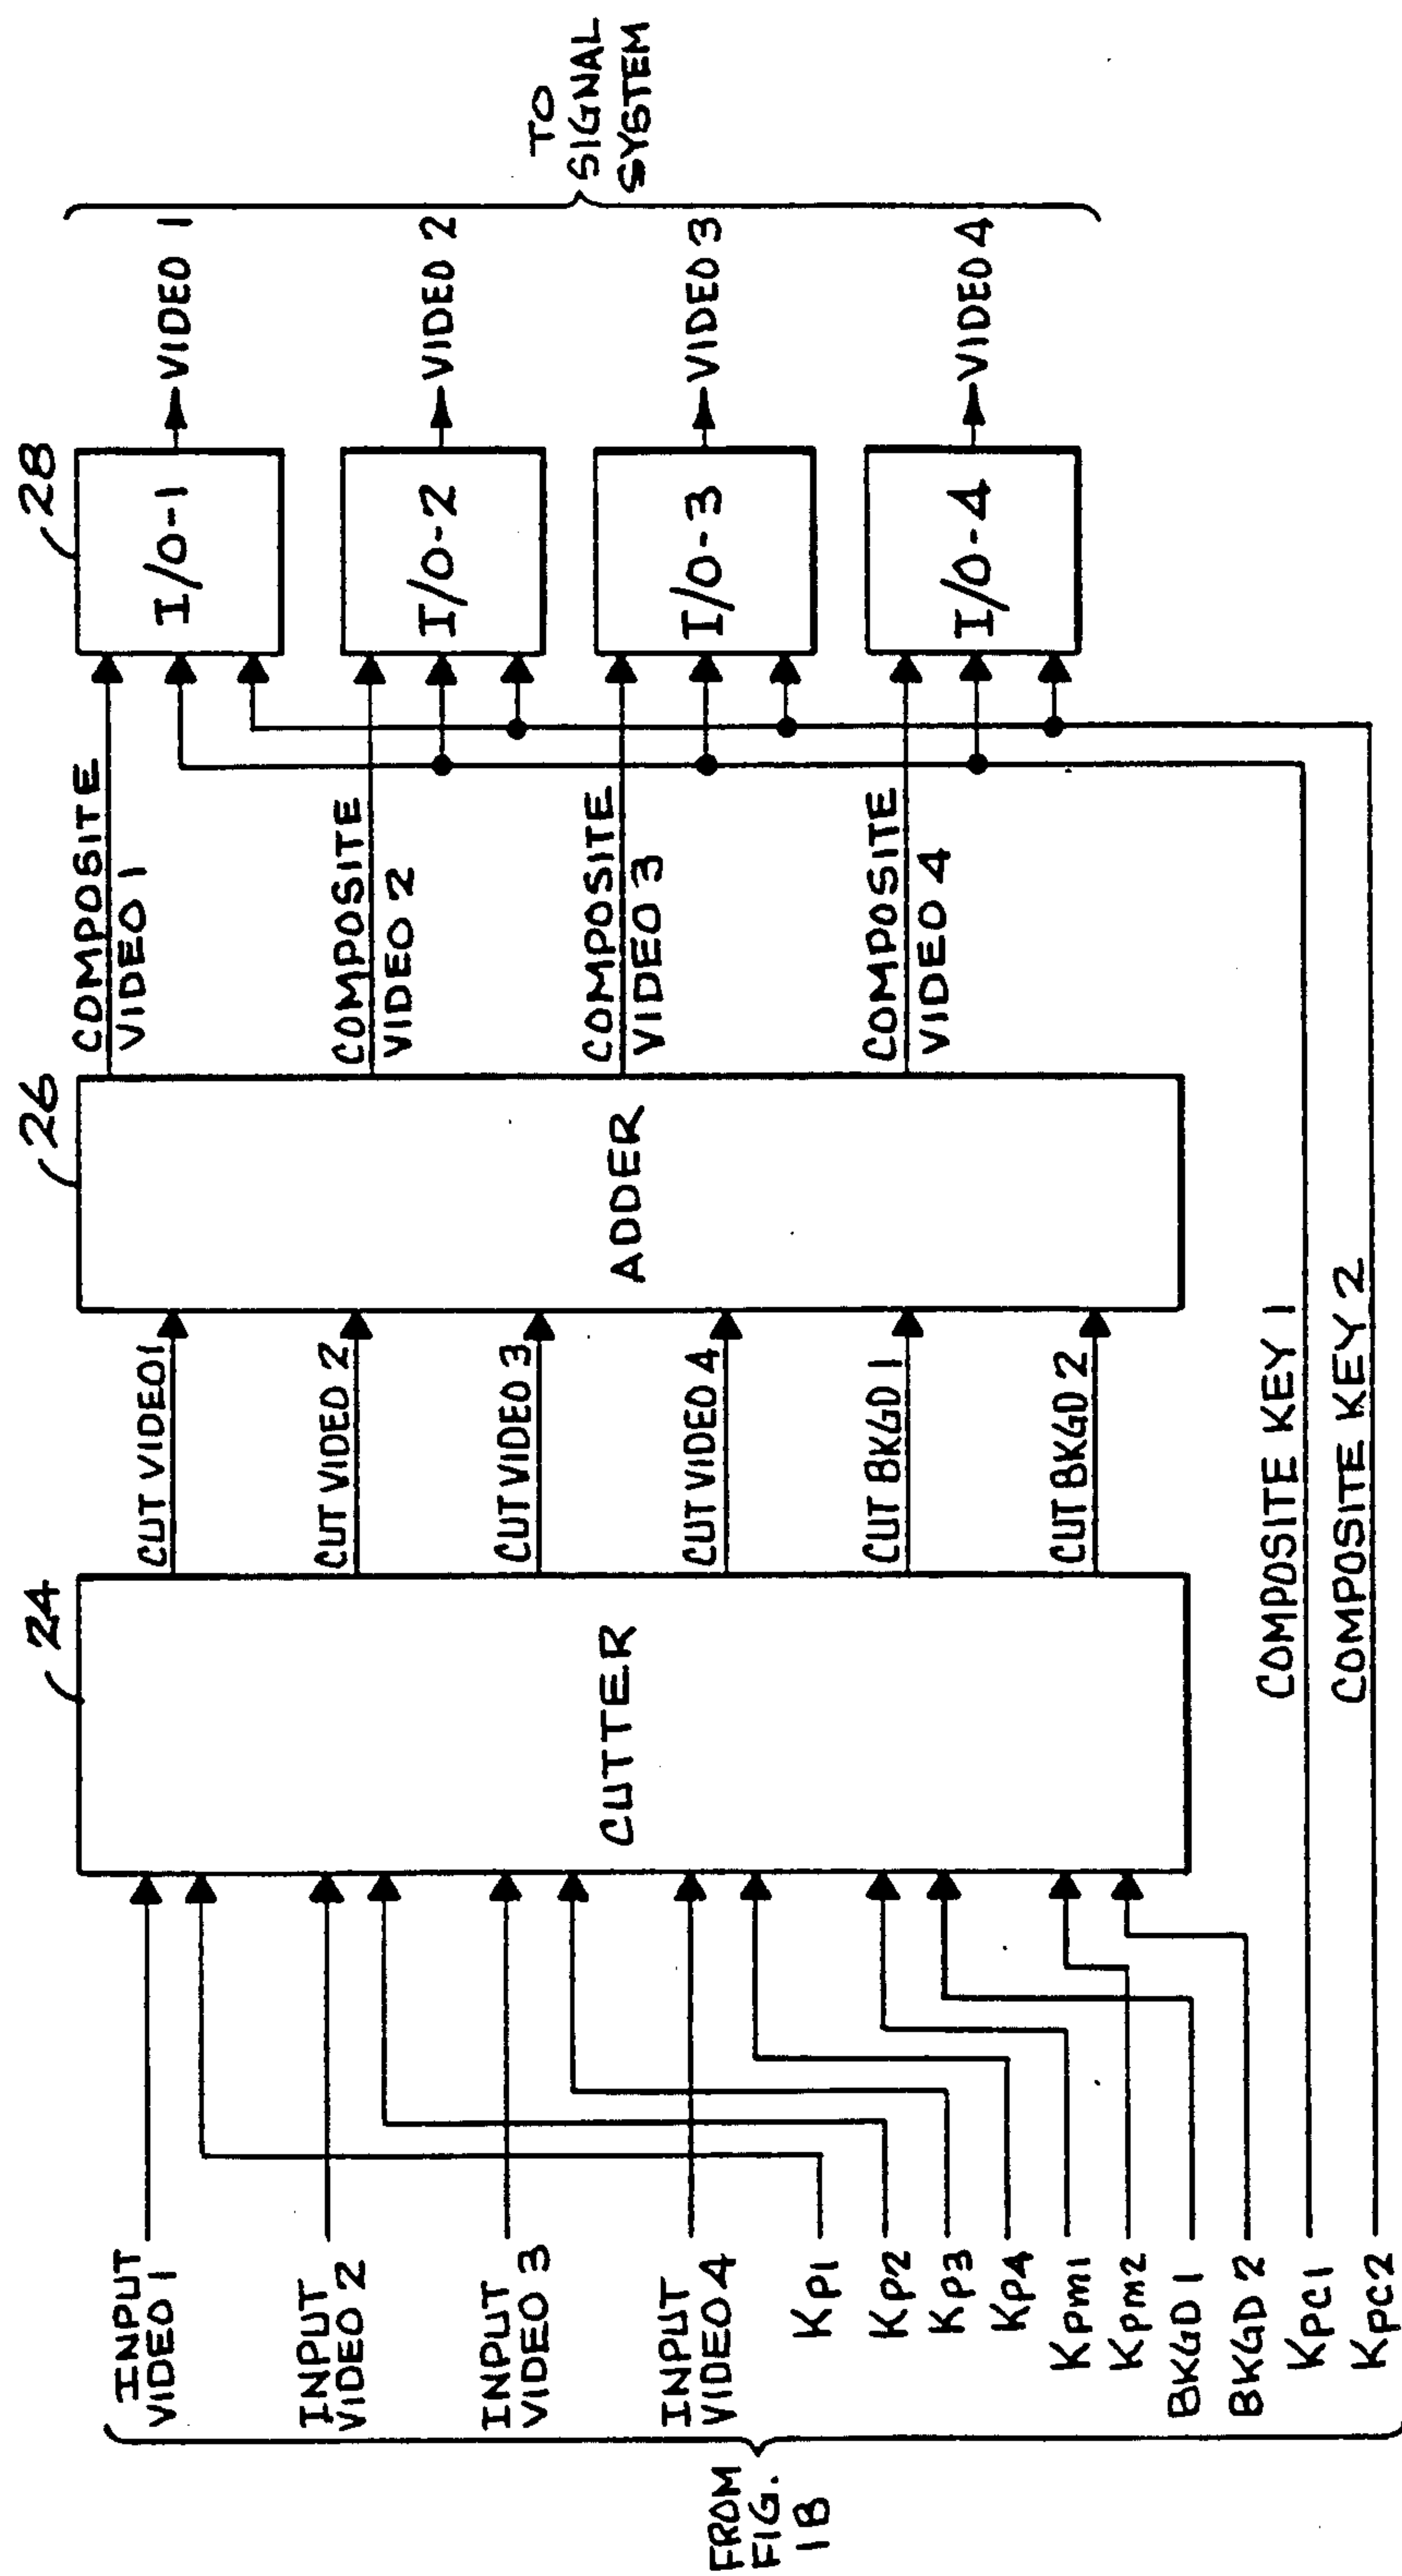 FROM
FIG.
1B
INPUT
VIDEO 1
INPUT
VIDEO 2
INPUT
VIDEO 3
INPUT
VIDEO 4
KP1
KP2
KP3
KP4
KPM1
KPM2
BKGD 1
BKGD 2
KPC1
KPC2
24
CUTTER
CUT VIDEO 1
CUT VIDEO 2
CUT VIDEO 3
CUT VIDEO 4
CUT BKGD 1
CUT BKGD 2
COMPOSITE KEY 1
COMPOSITE KEY 2
26
ADDER
COMPOSITE
VIDEO 1
COMPOSITE
VIDEO 2
COMPOSITE
VIDEO 3
COMPOSITE
VIDEO 4
28
I/O-1
I/O-2
I/O-3
I/O-4
VIDEO 1
VIDEO 2
VIDEO 3
VIDEO 4
TO
SIGNAL
SYSTEM